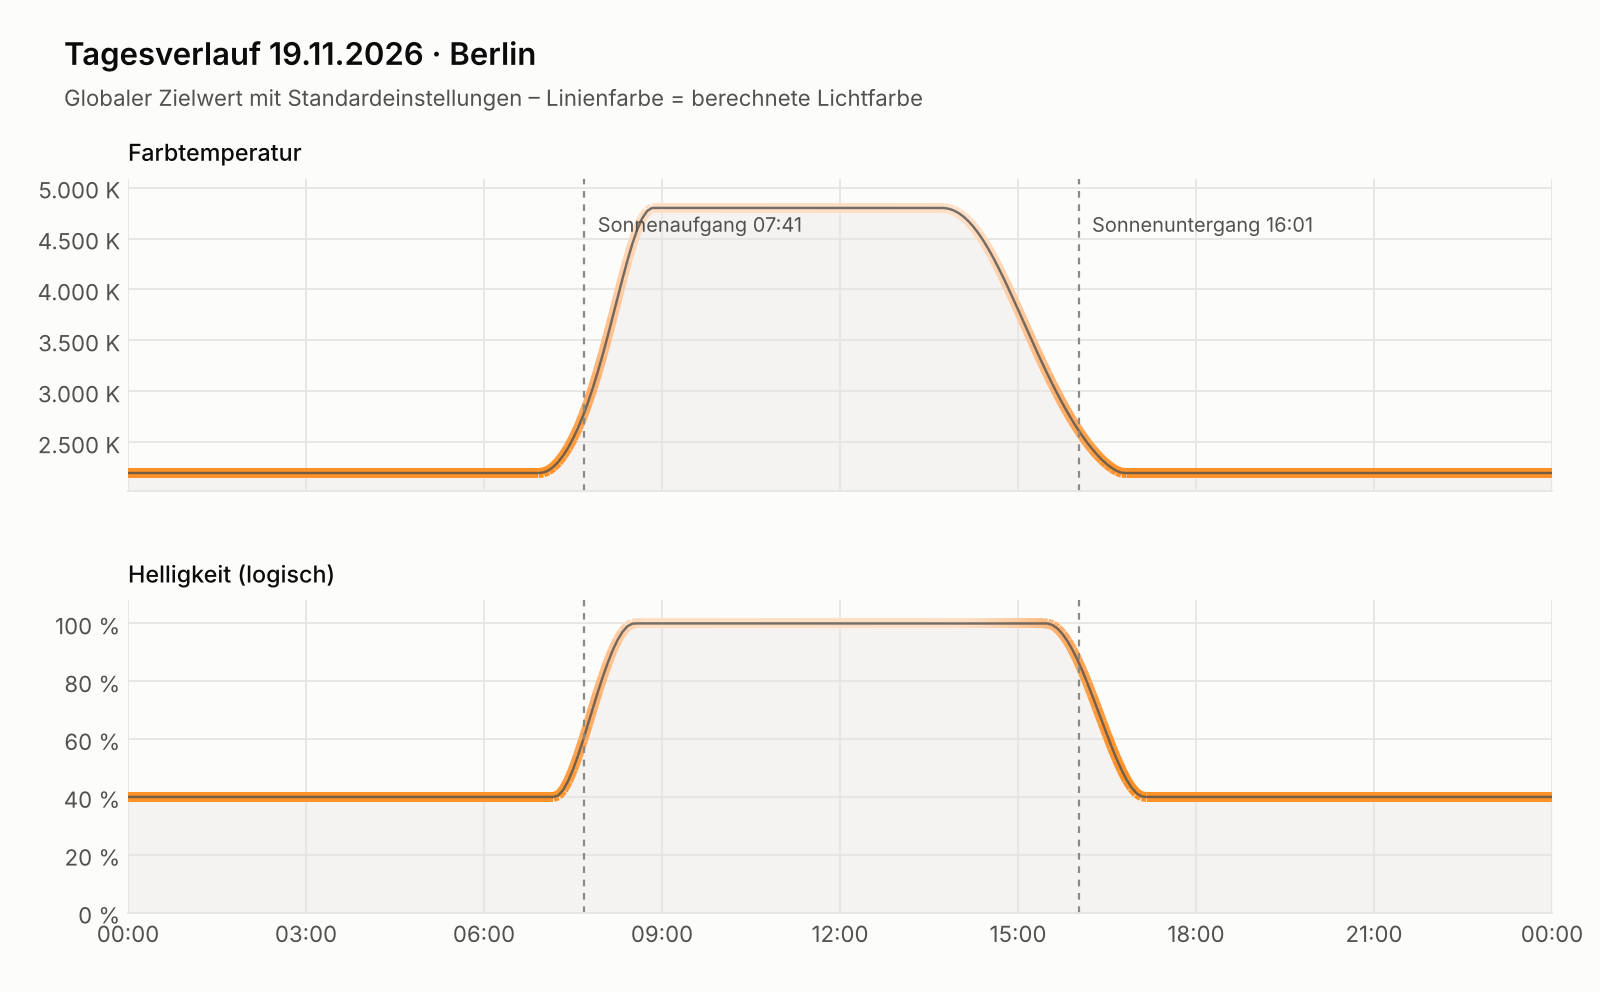 Tagesverlauf 19.11.2026 · Berlin
Globaler Zielwert mit Standardeinstellungen – Linienfarbe = berechnete Lichtfarbe
Farbtemperatur
5.000 K
Sonnenaufgang 07:41
Sonnenuntergang 16:01
4.500 K
4.000 K
3.500 K
3.000 K
2.500 K
Helligkeit (logisch)
100 %
80 %
60 %
40 %
20 %
0 %
00:00 03:00 06:00 09:00 12:00 15:00 18:00 21:00 00:00